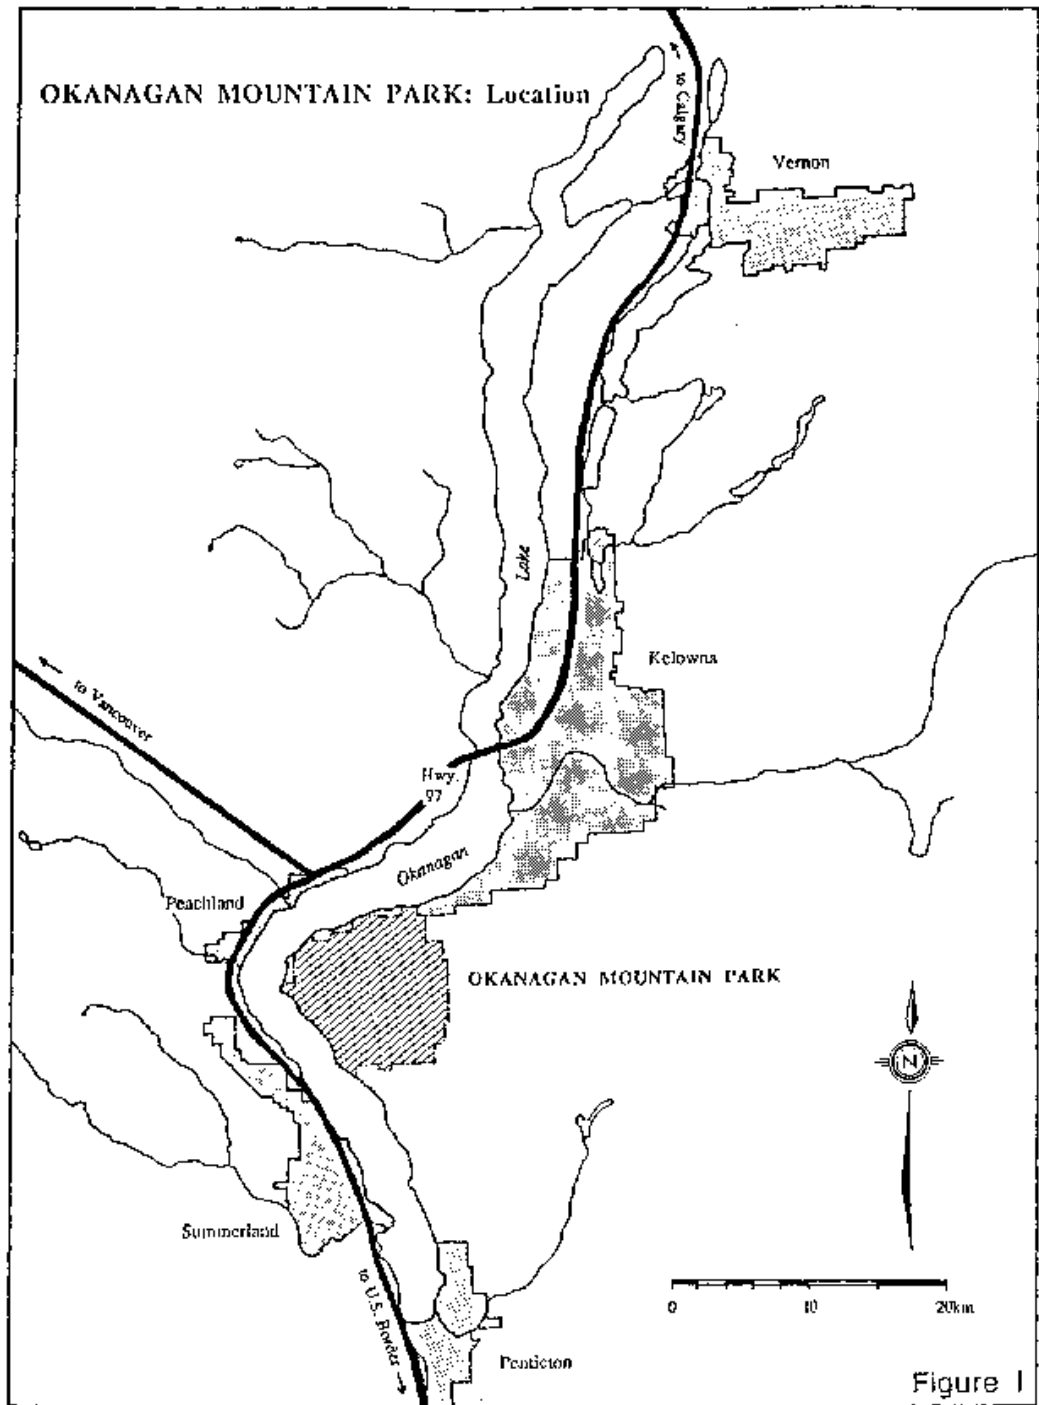 OKANAGAN MOUNTAIN PARK: Location
to Calgary
Vernon
Lake
Kelowna
to Vancouver
Hwy.
97
Okanagan
Peachland
OKANAGAN MOUNTAIN PARK
N
Summerland
to U.S. Border
0 10 20km
Penticton
Figure 1